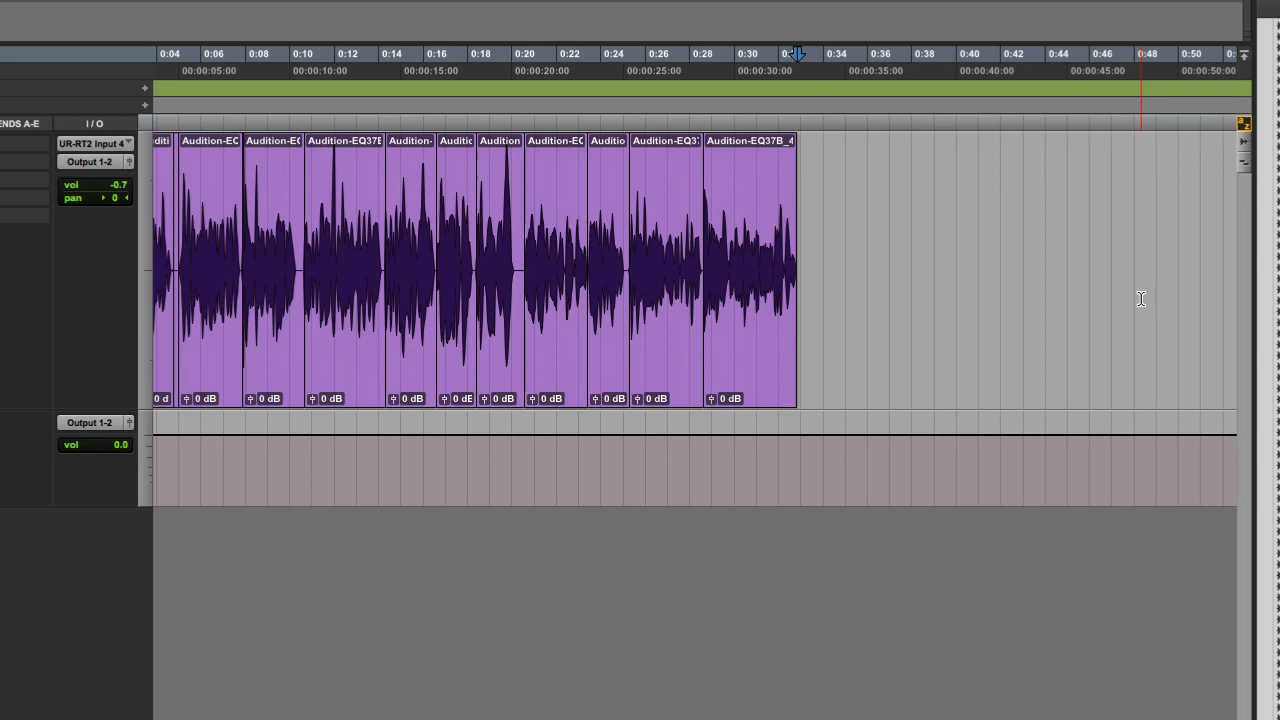 0:04 0:06 0:08 0:10 0:12 0:14 0:16 0:18 0:20 0:22 0:24 0:26 0:28 0:30 0:34 0:36 0:38 0:40 0:42 0:44 0:46 0:48 0:50
00:00:05:00 00:00:10:00 00:00:15:00 00:00:20:00 00:00:25:00 00:00:30:00 00:00:35:00 00:00:40:00 00:00:45:00 00:00:50:00
NDS A-E I / O
UR-RT2 Input 4 diti Audition-EQ Audition-EQ Audition-EQ37B Audition- Auditic Audition Audition-EQ Auditio Audition-EQ37 Audition-EQ37B_4
Output 1-2
vol -0.7
pan 0
0 d 0 dB 0 dB 0 dB 0 dB 0 dB 0 dB 0 dB 0 dB 0 dB 0 dB
Output 1-2
vol 0.0
a
z